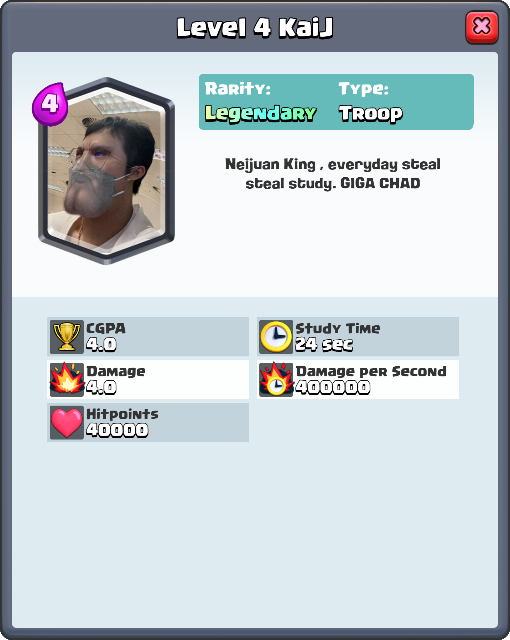 Level 4 KaiJ
4
Rarity:
Legendary
Type:
Troop
Neijuan King , everyday steal
steal study. GIGA CHAD
CGPA
4.0
Study Time
24 sec
Damage
4.0
Damage per Second
400000
Hitpoints
40000